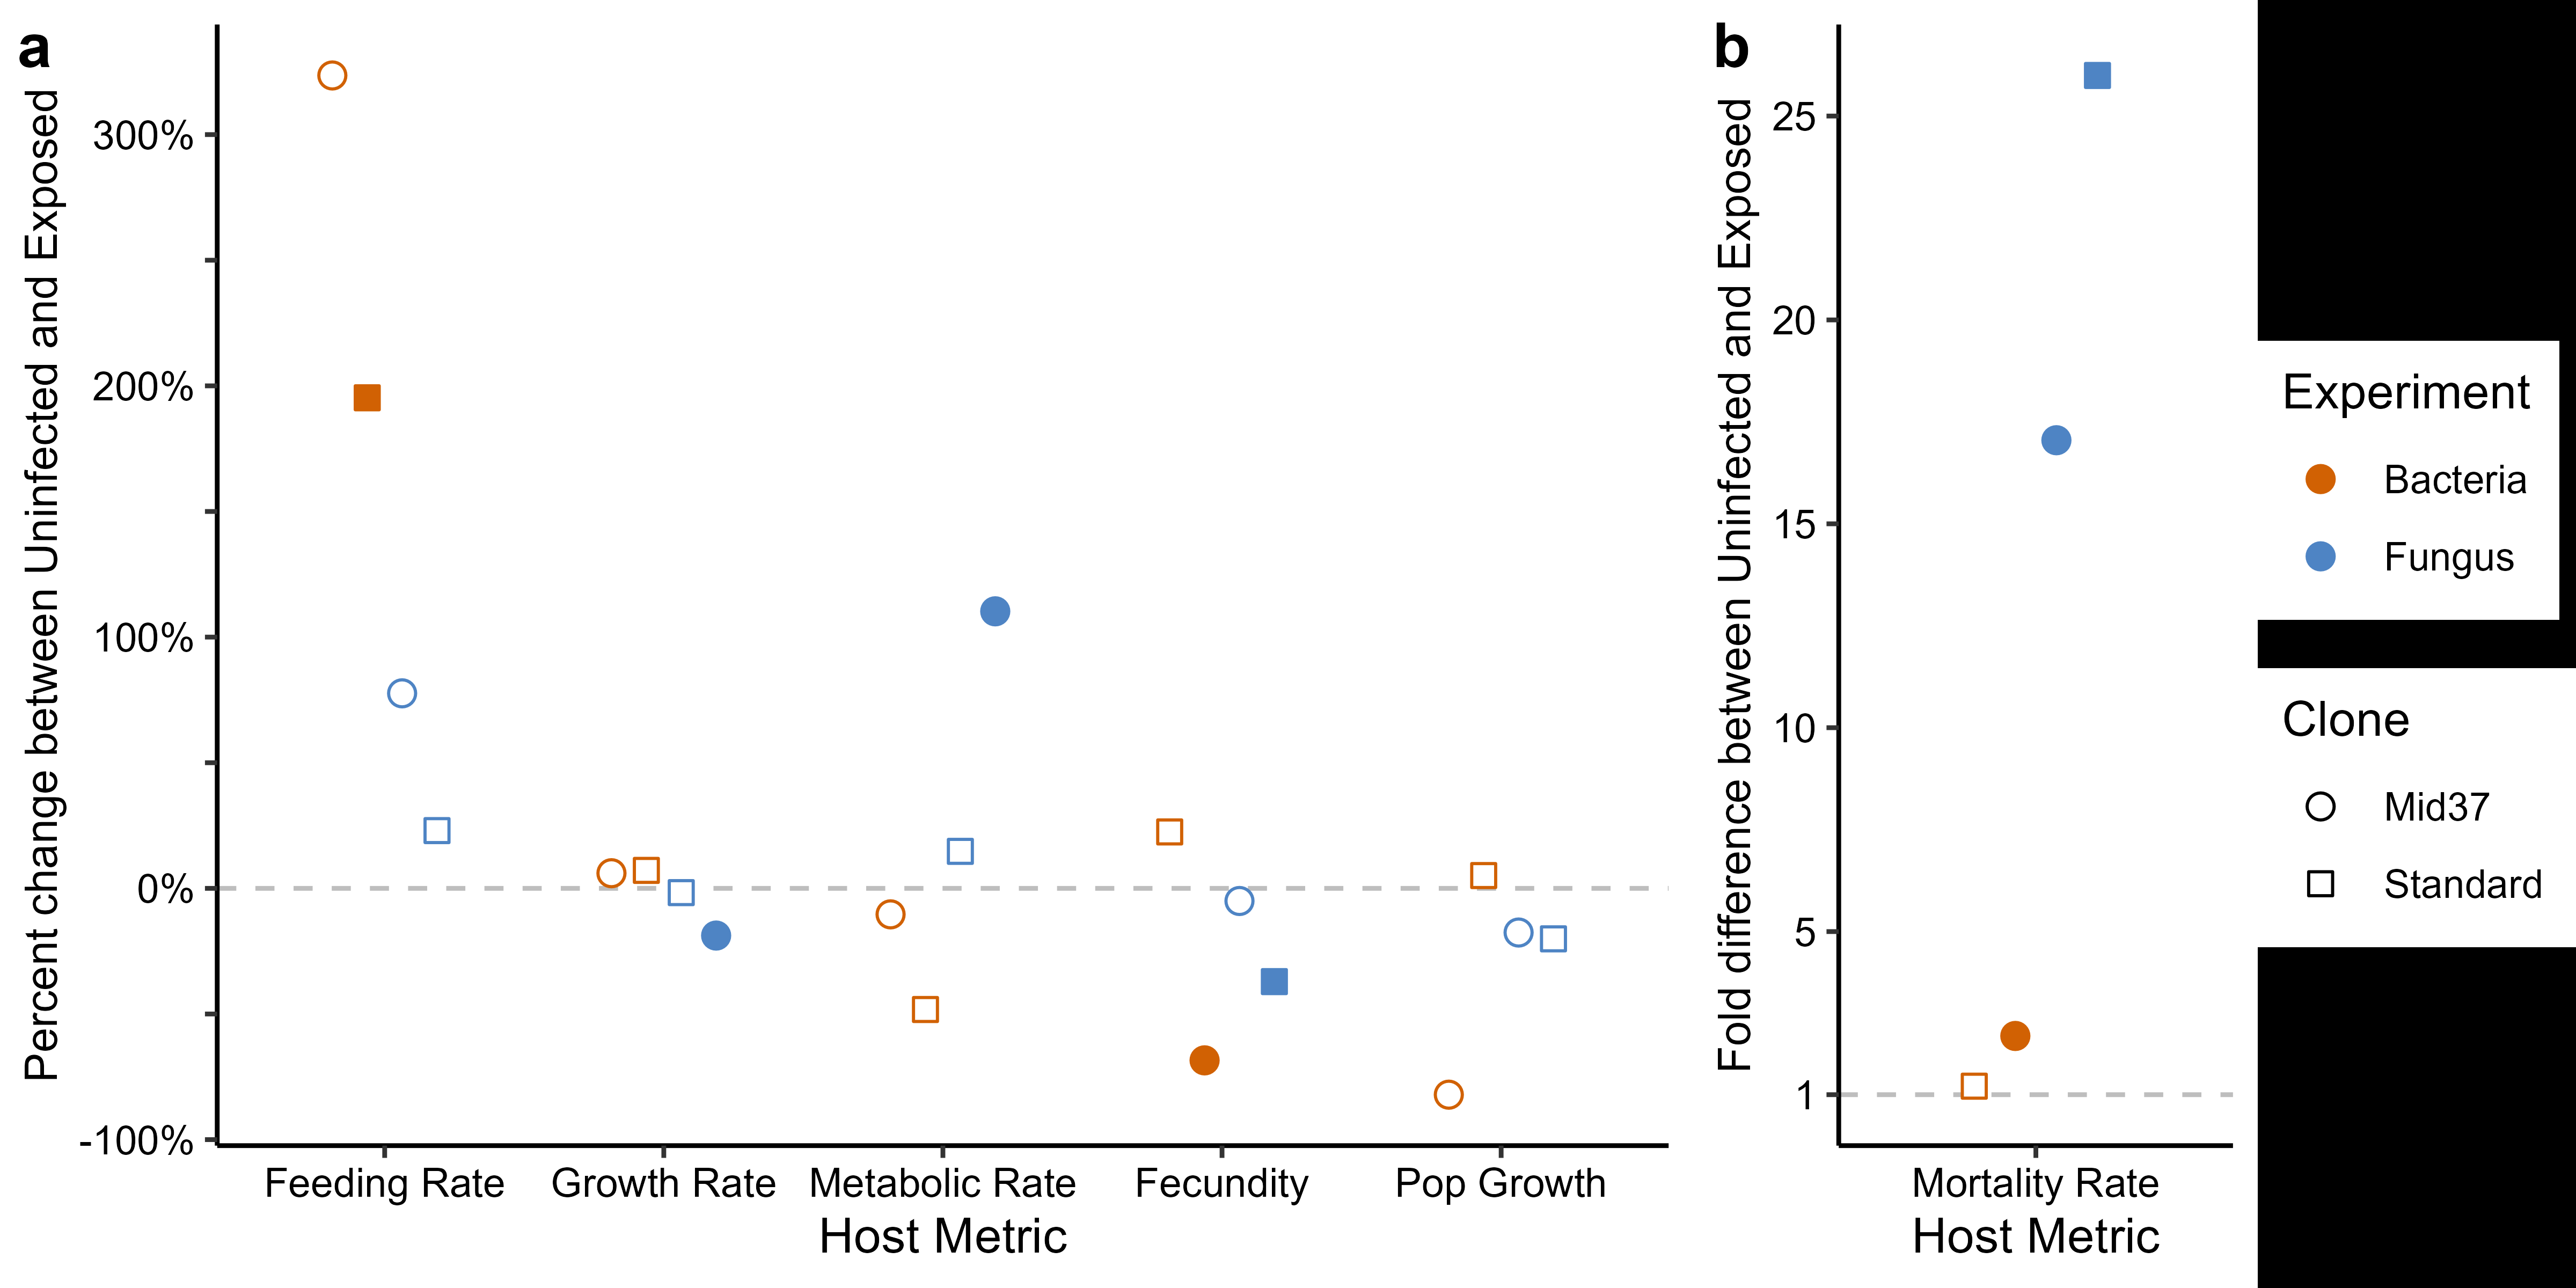 a
Percent change between Uninfected and Exposed
300%
200%
100%
0%
-100%
Feeding Rate
Growth Rate
Metabolic Rate
Fecundity
Pop Growth
Host Metric
b
Fold difference between Uninfected and Exposed
25
20
15
10
5
1
Mortality Rate
Host Metric
Experiment
Bacteria
Fungus
Clone
Mid37
Standard